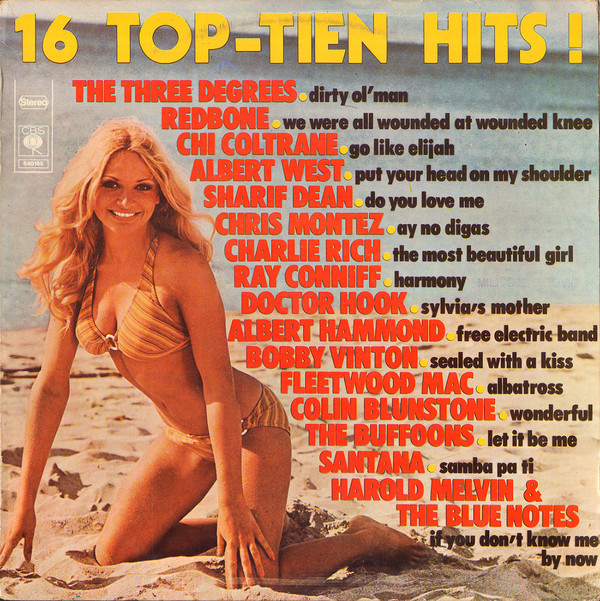 16 TOP-TIEN HITS!
Stereo
CBS
THE THREE DEGREES • dirty ol'man
REDBONE • we were all wounded at wounded knee
CHI COLTRANE • go like elijah
ALBERT WEST • put your head on my shoulder
SHARIF DEAN • do you love me
CHRIS MONTEZ • ay no digas
CHARLIE RICH • the most beautiful girl
RAY CONNIFF • harmony
DOCTOR HOOK • sylvia's mother
ALBERT HAMMOND • free electric band
BOBBY VINTON • sealed with a kiss
FLEETWOOD MAC • albatross
COLIN BLUNSTONE • wonderful
THE BUFFOONS • let it be me
SANTANA • samba pa ti
HAROLD MELVIN &
THE BLUE NOTES
if you don't know me
by now